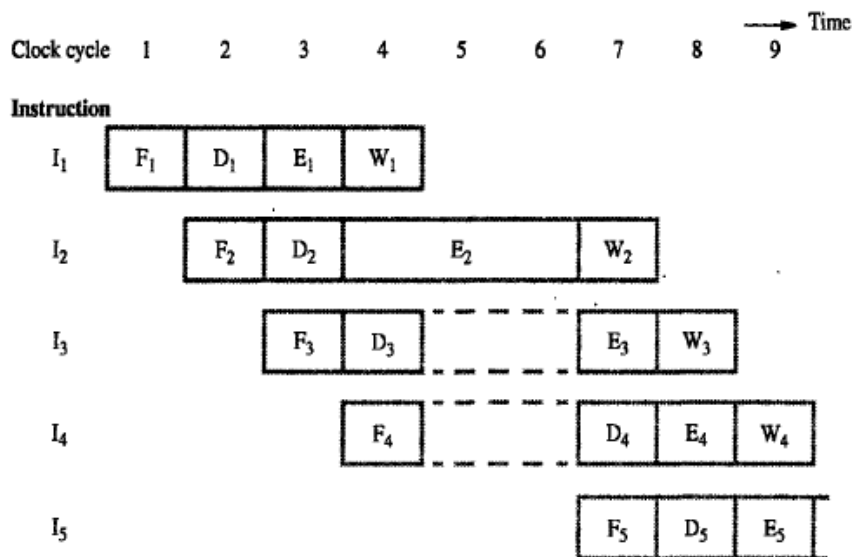 Time
Clock cycle 1 2 3 4 5 6 7 8 9
Instruction
I1 F1 D1 E1 W1
I2 F2 D2 E2 W2
I3 F3 D3 E3 W3
I4 F4 D4 E4 W4
I5 F5 D5 E5